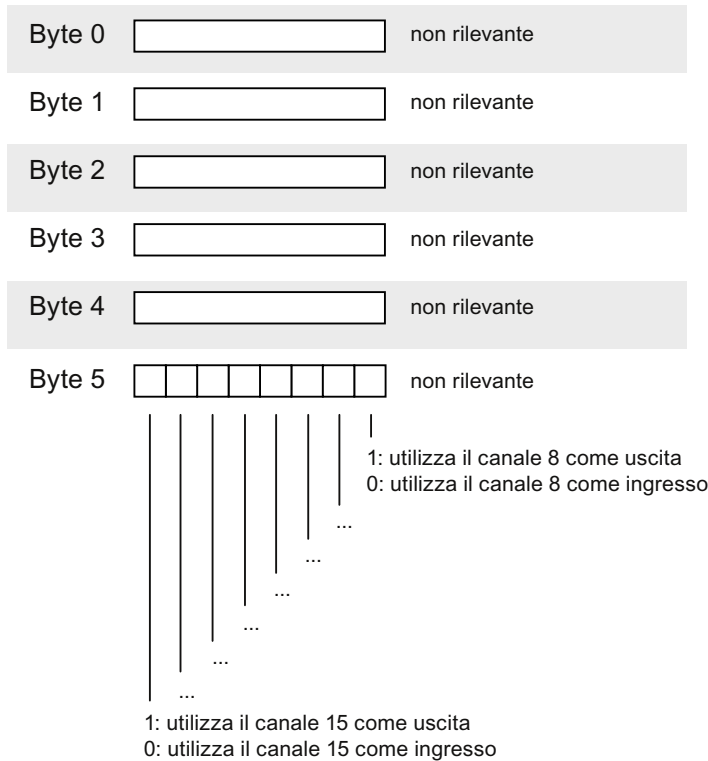 Byte 0 non rilevante
Byte 1 non rilevante
Byte 2 non rilevante
Byte 3 non rilevante
Byte 4 non rilevante
Byte 5 non rilevante
1: utilizza il canale 8 come uscita
0: utilizza il canale 8 come ingresso
...
...
...
...
...
...
1: utilizza il canale 15 come uscita
0: utilizza il canale 15 come ingresso